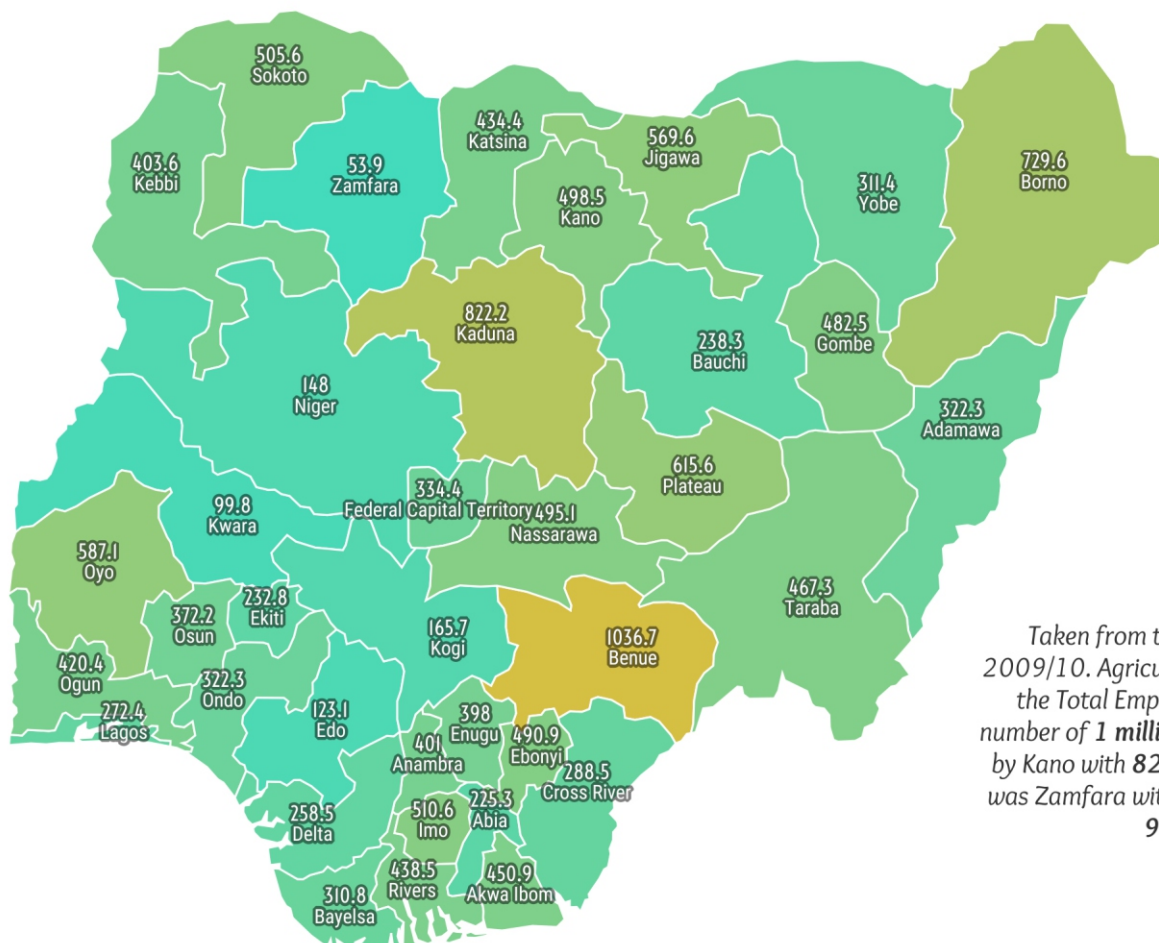 505.6
Sokoto
403.6
Kebbi
53.9
Zamfara
434.4
Katsina
498.5
Kano
569.6
Jigawa
311.4
Yobe
729.6
Borno
822.2
Kaduna
238.3
Bauchi
482.5
Gombe
322.3
Adamawa
148
Niger
615.6
Plateau
334.4
Federal Capital Territory
495.1
Nassarawa
99.8
Kwara
587.1
Oyo
467.3
Taraba
372.2
Osun
232.8
Ekiti
165.7
Kogi
1036.7
Benue
420.4
Ogun
322.3
Ondo
272.4
Lagos
123.1
Edo
398
Enugu
401
Anambra
490.9
Ebonyi
288.5
Cross River
258.5
Delta
510.6
Imo
225.3
Abia
310.8
Bayelsa
438.5
Rivers
450.9
Akwa Ibom
Taken from t
2009/10. Agricu
the Total Emp
number of 1 milli
by Kano with 82
was Zamfara wit
9